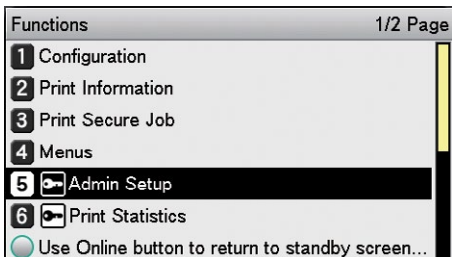 Functions 1/2 Page
1 Configuration
2 Print Information
3 Print Secure Job
4 Menus
5 Admin Setup
6 Print Statistics
Use Online button to return to standby screen...